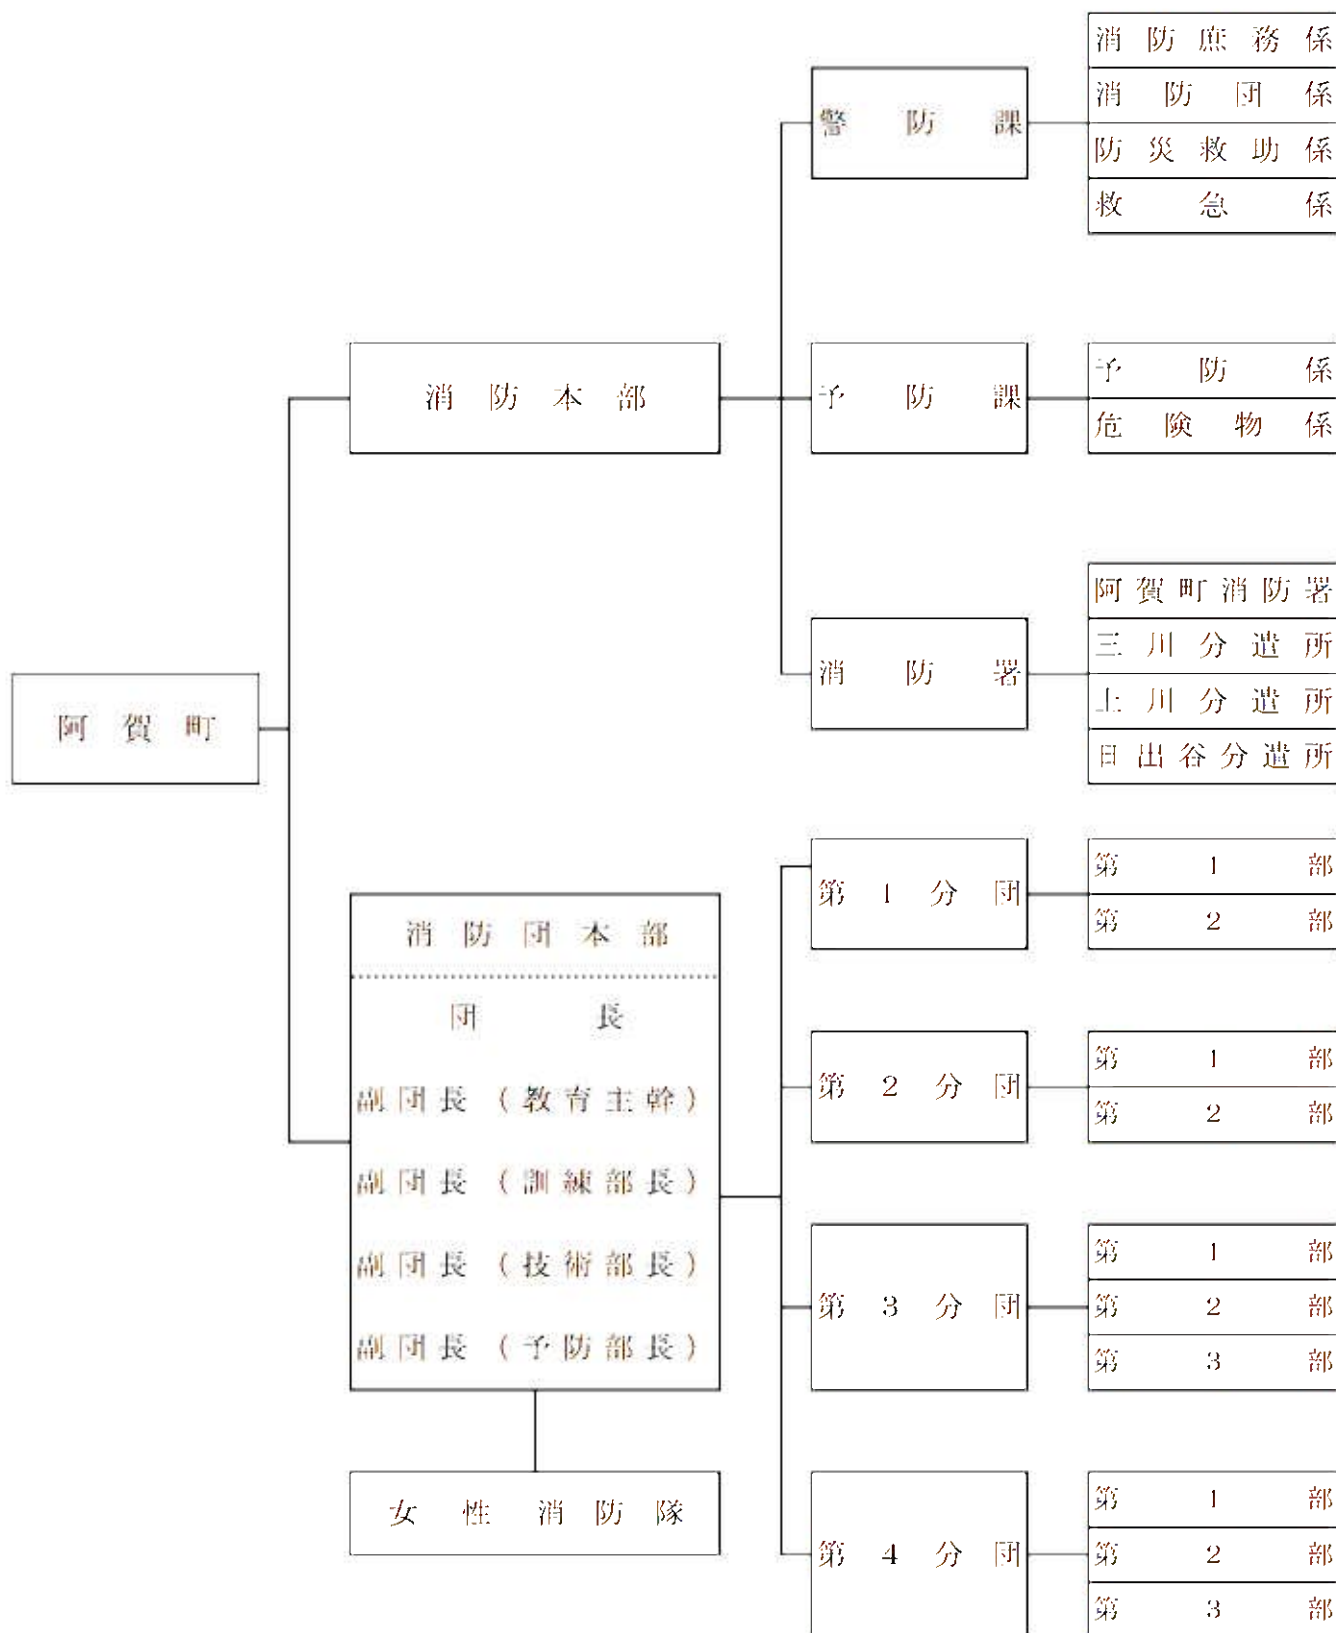 阿賀町
消防本部
警防課
消防庶務係
消防団係
防災救助係
救急係
予防課
予防係
危険物係
消防署
阿賀町消防署
三川分遣所
上川分遣所
日出谷分遣所
消防団本部
団長
副団長(教育主幹)
副団長(訓練部長)
副団長(技術部長)
副団長(予防部長)
女性消防隊
第1分団
第1部
第2部
第2分団
第1部
第2部
第3分団
第1部
第2部
第3部
第4分団
第1部
第2部
第3部